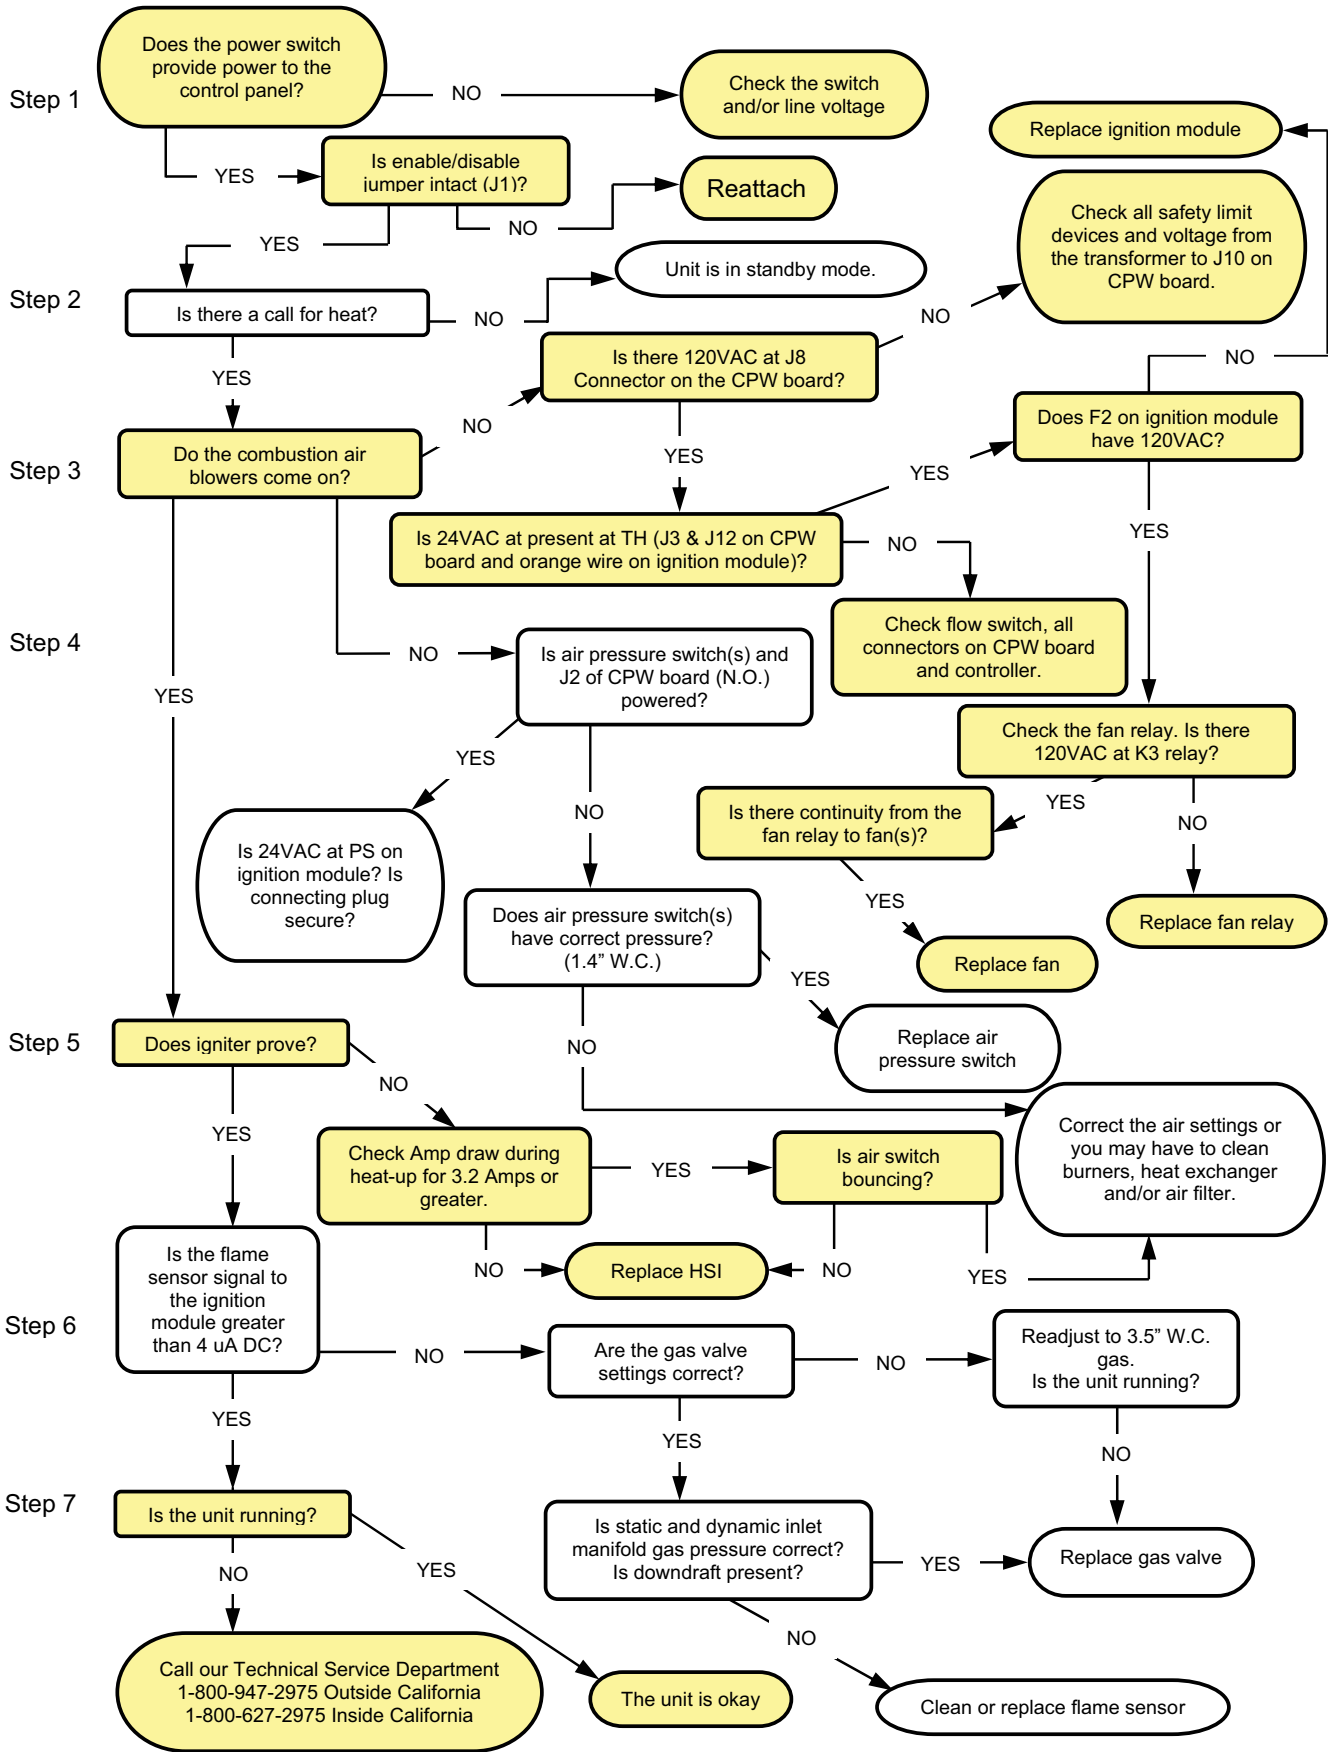 Does the power switch
provide power to the
control panel?
Step 1
NO
Check the switch
and/or line voltage
Replace ignition module
YES
Is enable/disable
jumper intact (J1)?
Reattach
NO
YES
Check all safety limit
devices and voltage from
the transformer to J10 on
CPW board.
Step 2
Is there a call for heat?
NO
Unit is in standby mode.
YES
Is there 120VAC at J8
Connector on the CPW board?
NO
NO
Does F2 on ignition module
have 120VAC?
Step 3
Do the combustion air
blowers come on?
NO
YES
YES
Is 24VAC at present at TH (J3 & J12 on CPW
board and orange wire on ignition module)?
NO
YES
Check flow switch, all
connectors on CPW board
and controller.
Step 4
YES
NO
Is air pressure switch(s) and
J2 of CPW board (N.O.)
powered?
Check the fan relay. Is there
120VAC at K3 relay?
YES
NO
Is there continuity from the
fan relay to fan(s)?
YES
NO
Is 24VAC at PS on
ignition module? Is
connecting plug
secure?
Does air pressure switch(s)
have correct pressure?
(1.4” W.C.)
YES
Replace fan relay
Replace fan
YES
NO
Replace air
pressure switch
Step 5
Does igniter prove?
NO
YES
Check Amp draw during
heat-up for 3.2 Amps or
greater.
YES
Is air switch
bouncing?
Correct the air settings or
you may have to clean
burners, heat exchanger
and/or air filter.
NO
Replace HSI
NO
YES
Step 6
Is the flame
sensor signal to
the ignition
module greater
than 4 uA DC?
NO
Are the gas valve
settings correct?
NO
Readjust to 3.5” W.C.
gas.
Is the unit running?
YES
YES
NO
Step 7
Is the unit running?
Is static and dynamic inlet
manifold gas pressure correct?
Is downdraft present?
YES
Replace gas valve
NO
YES
NO
Call our Technical Service Department
1-800-947-2975 Outside California
1-800-627-2975 Inside California
The unit is okay
Clean or replace flame sensor